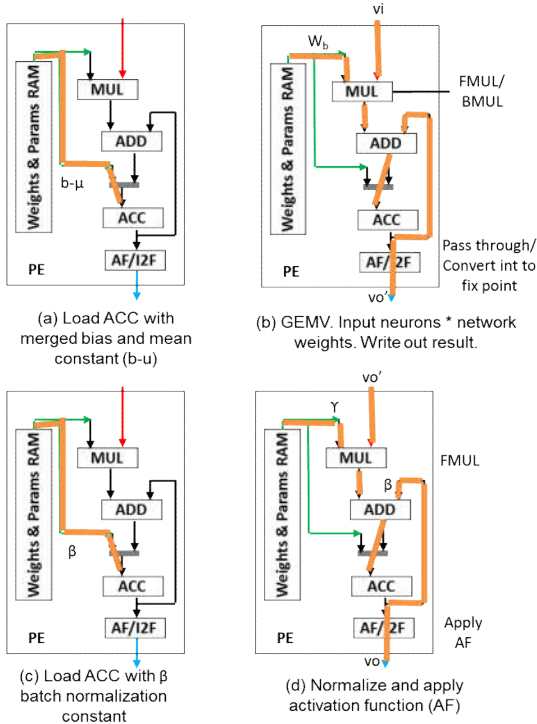 Weights & Params RAM
MUL
ADD
b-μ
ACC
AF/I2F
PE
(a) Load ACC with
merged bias and mean
constant (b-u)
vi
Wb
Weights & Params RAM
MUL
FMUL/
BMUL
ADD
ACC
AF/I2F
PE
Pass through/
Convert int to
fix point
vo'
(b) GEMV. Input neurons * network
weights. Write out result.
Weights & Params RAM
MUL
ADD
β
ACC
AF/I2F
PE
(c) Load ACC with β
batch normalization
constant
vo'
ϒ
Weights & Params RAM
MUL
FMUL
β
ADD
ACC
AF/I2F
PE
Apply
AF
vo
(d) Normalize and apply
activation function (AF)